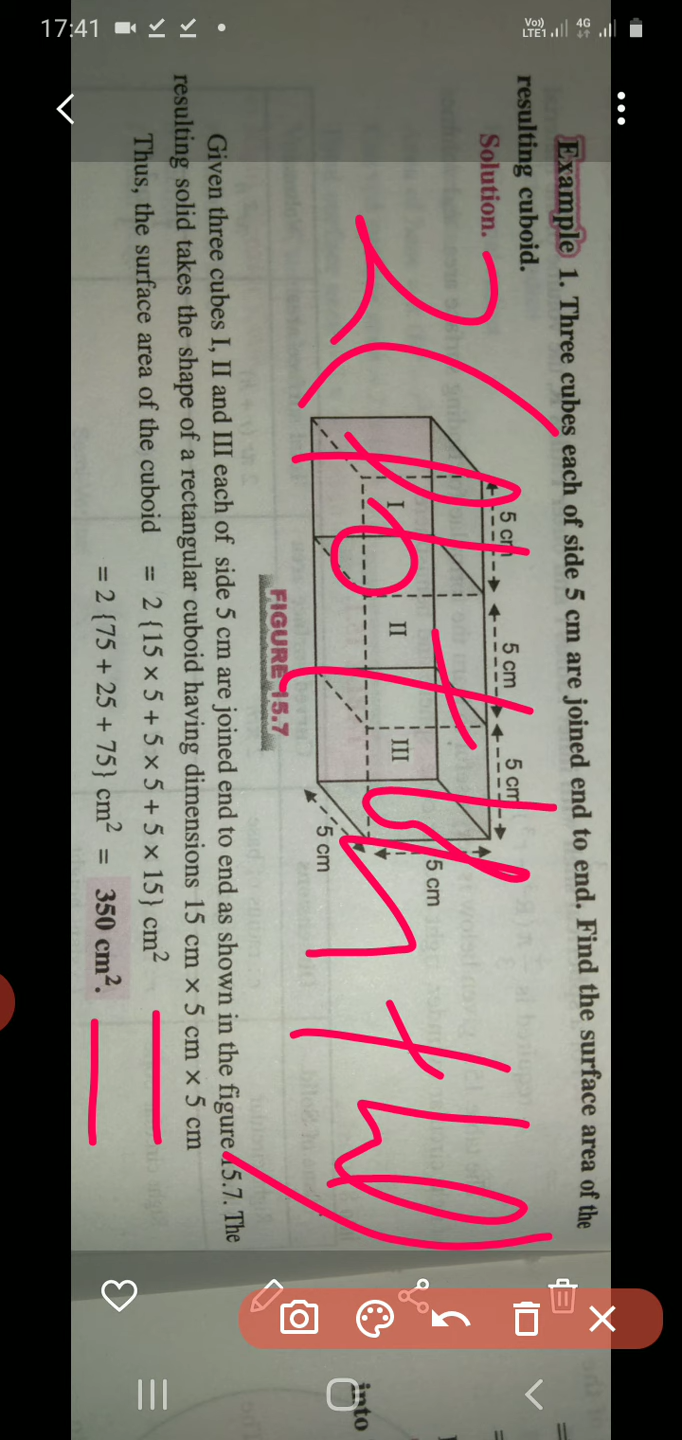 17:41 Vo)) 4G
LTE1
Example 1. Three cubes each of side 5 cm are joined end to end. Find the surface area of the
resulting cuboid.
Solution.
5 cm 5 cm 5 cm
I II III
5 cm
5 cm
2(lb+bh+hl)
FIGURE 15.7
Given three cubes I, II and III each of side 5 cm are joined end to end as shown in the figure 15.7. The
resulting solid takes the shape of a rectangular cuboid having dimensions 15 cm × 5 cm × 5 cm
Thus, the surface area of the cuboid = 2 {15 × 5 + 5 × 5 + 5 × 15} cm²
= 2 {75 + 25 + 75} cm² = 350 cm².
into